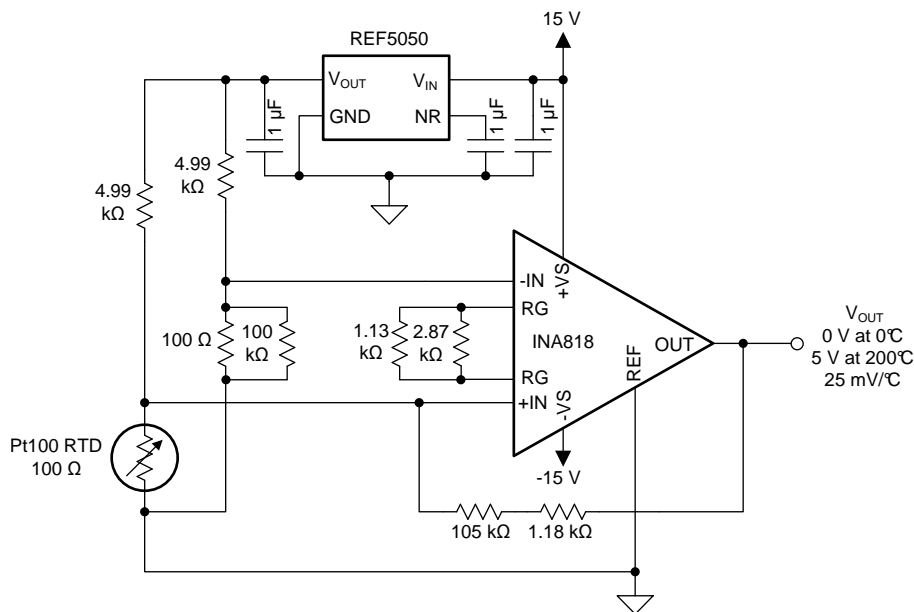 15 V
REF5050
VOUT
VIN
GND
NR
1 µF
1 µF
1 µF
4.99
kΩ
4.99
kΩ
-IN
+VS
RG
100 Ω
100
kΩ
1.13
kΩ
2.87
kΩ
INA818
OUT
REF
RG
+IN
-VS
VOUT
0 V at 0℃
5 V at 200℃
25 mV/℃
Pt100 RTD
100 Ω
-15 V
105 kΩ
1.18 kΩ